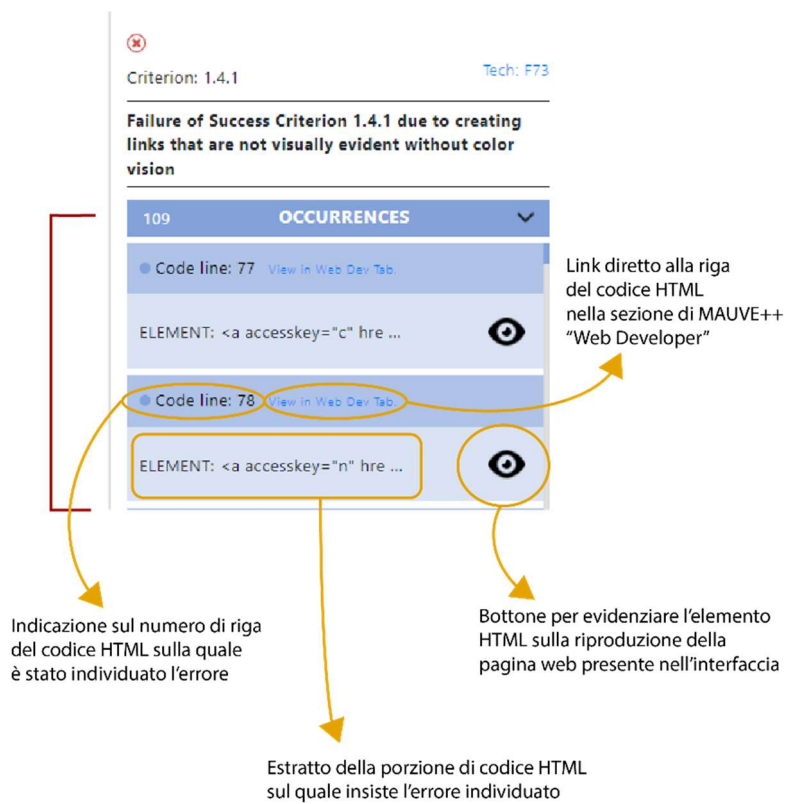 Criterion: 1.4.1
Tech: F73
Failure of Success Criterion 1.4.1 due to creating
links that are not visually evident without color
vision
109
OCCURRENCES
Code line: 77 View in Web Dev Tab.
ELEMENT: <a accesskey="c" hre ...
Code line: 78 View in Web Dev Tab.
ELEMENT: <a accesskey="n" hre ...
Link diretto alla riga
del codice HTML
nella sezione di MAUVE++
“Web Developer”
Indicazione sul numero di riga
del codice HTML sulla quale
è stato individuato l’errore
Bottone per evidenziare l’elemento
HTML sulla riproduzione della
pagina web presente nell’interfaccia
Estratto della porzione di codice HTML
sul quale insiste l’errore individuato